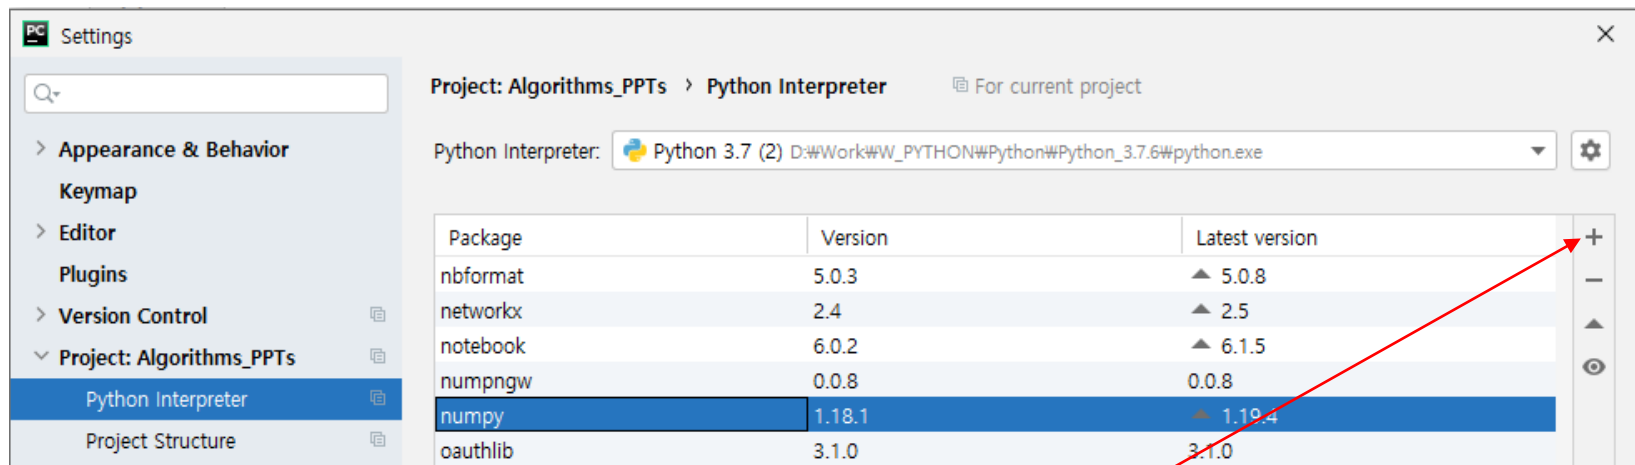 PC Settings
Project: Algorithms_PPTs > Python Interpreter For current project
Appearance & Behavior
Python Interpreter: Python 3.7 (2) D:₩Work₩W_PYTHON₩Python₩Python_3.7.6₩python.exe
Keymap
Editor
Package Version Latest version
Plugins
nbformat 5.0.3 5.0.8
networkx 2.4 2.5
Version Control
notebook 6.0.2 6.1.5
Project: Algorithms_PPTs
numpngw 0.0.8 0.0.8
Python Interpreter
numpy 1.18.1 1.19.4
Project Structure
oauthlib 3.1.0 3.1.0